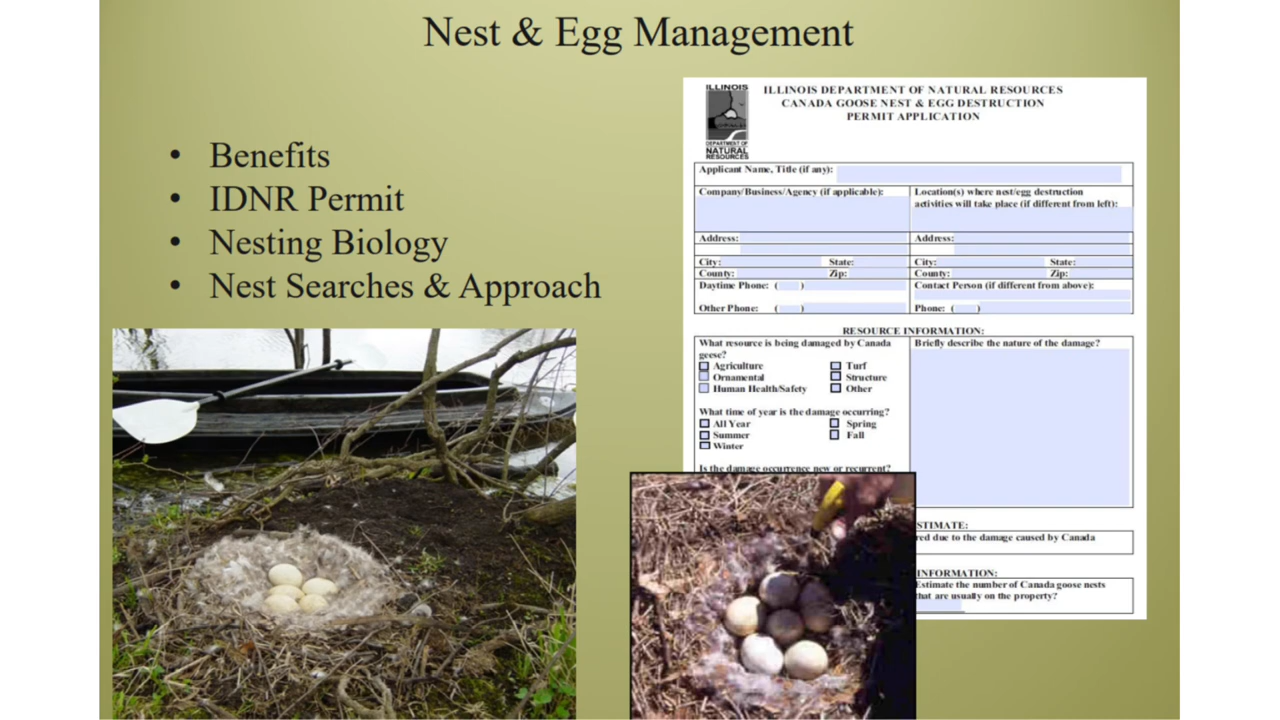 Nest & Egg Management
• Benefits
• IDNR Permit
• Nesting Biology
• Nest Searches & Approach
ILLINOIS
DEPARTMENT OF
NATURAL
RESOURCES
ILLINOIS DEPARTMENT OF NATURAL RESOURCES
CANADA GOOSE NEST & EGG DESTRUCTION
PERMIT APPLICATION
Applicant Name, Title (if any):
Company/Business/Agency (if applicable):
Location(s) where nest/egg destruction
activities will take place (if different from left):
Address:
Address:
City: State:
City: State:
County: Zip:
County: Zip:
Daytime Phone: ( )
Contact Person (if different from above):
Other Phone: ( )
Phone: ( )
RESOURCE INFORMATION:
What resource is being damaged by Canada
geese?
Agriculture Turf
Ornamental Structure
Human Health/Safety Other
What time of year is the damage occurring?
All Year Spring
Summer Fall
Winter
Is the damage occurrence new or recurrent?
Briefly describe the nature of the damage?
STIMATE:
red due to the damage caused by Canada
INFORMATION:
Estimate the number of Canada goose nests
that are usually on the property?